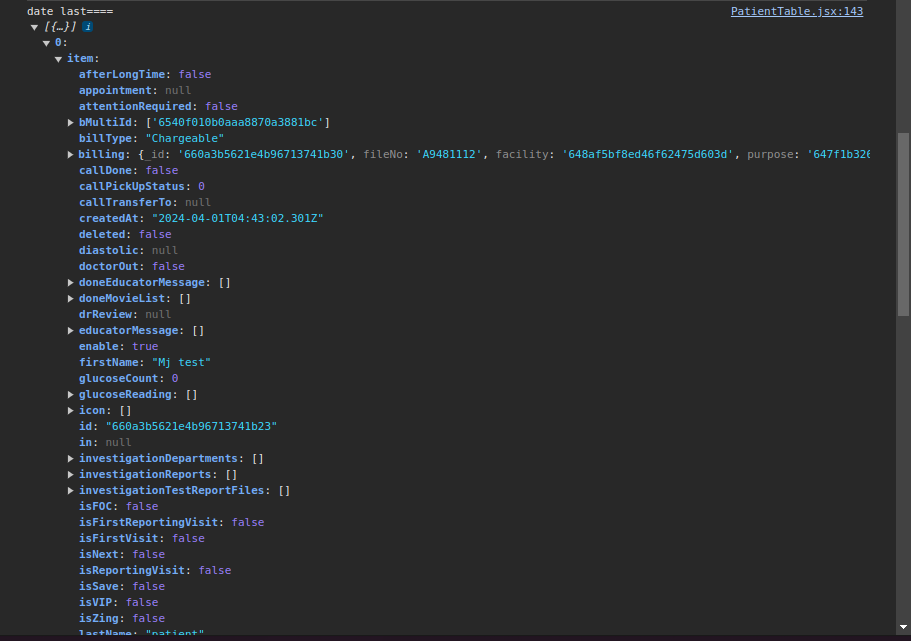 date last====
PatientTable.jsx:143
[{…}] i
0:
item:
afterLongTime: false
appointment: null
attentionRequired: false
bMultiId: ['6540f010b0aaa8870a3881bc']
billType: "Chargeable"
billing: {_id: '660a3b5621e4b96713741b30', fileNo: 'A9481112', facility: '648af5bf8ed46f62475d603d', purpose: '647f1b326
callDone: false
callPickUpStatus: 0
callTransferTo: null
createdAt: "2024-04-01T04:43:02.301Z"
deleted: false
diastolic: null
doctorOut: false
doneEducatorMessage: []
doneMovieList: []
drReview: null
educatorMessage: []
enable: true
firstName: "Mj test"
glucoseCount: 0
glucoseReading: []
icon: []
id: "660a3b5621e4b96713741b23"
in: null
investigationDepartments: []
investigationReports: []
investigationTestReportFiles: []
isFOC: false
isFirstReportingVisit: false
isFirstVisit: false
isNext: false
isReportingVisit: false
isSave: false
isVIP: false
isZing: false
lastName: "patient"